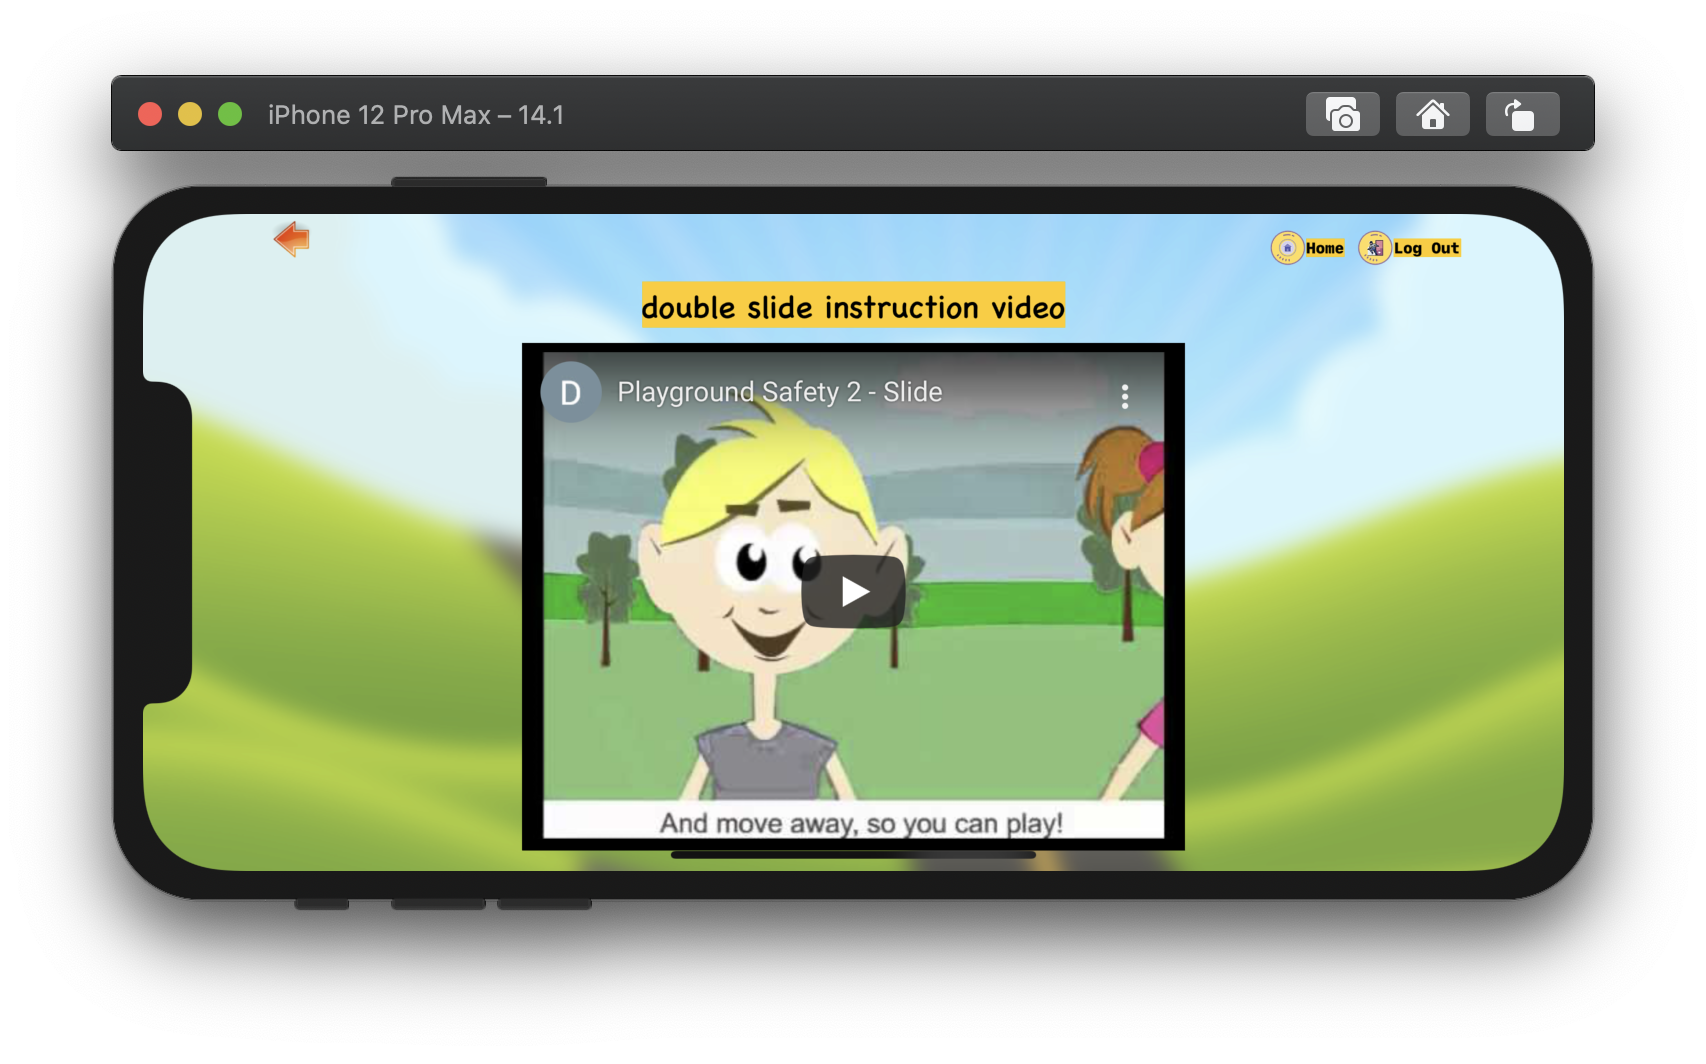 iPhone 12 Pro Max – 14.1
Home
Log Out
double slide instruction video
D
Playground Safety 2 - Slide
And move away, so you can play!